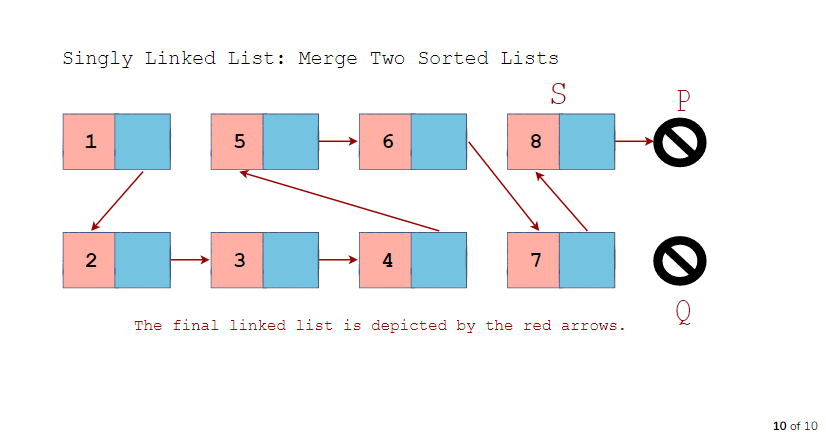 Singly Linked List: Merge Two Sorted Lists
S
P
1
5
6
8
2
3
4
7
Q
The final linked list is depicted by the red arrows.
10 of 10